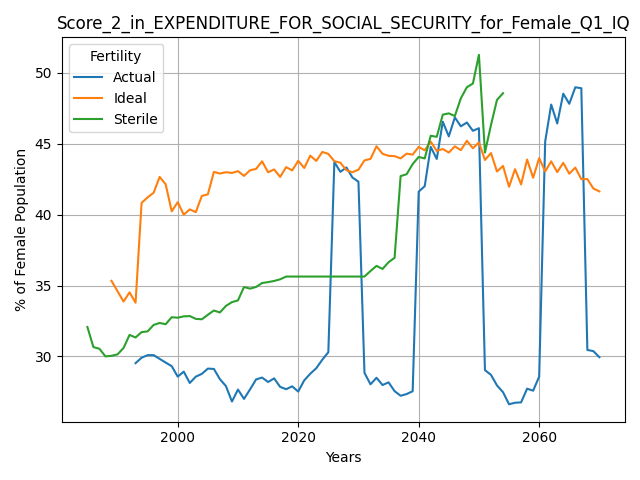 Score_2_in_EXPENDITURE_FOR_SOCIAL_SECURITY_for_Female_Q1_IQ
Fertility
Actual
Ideal
Sterile
% of Female Population
50
45
40
35
30
2000
2020
2040
2060
Years